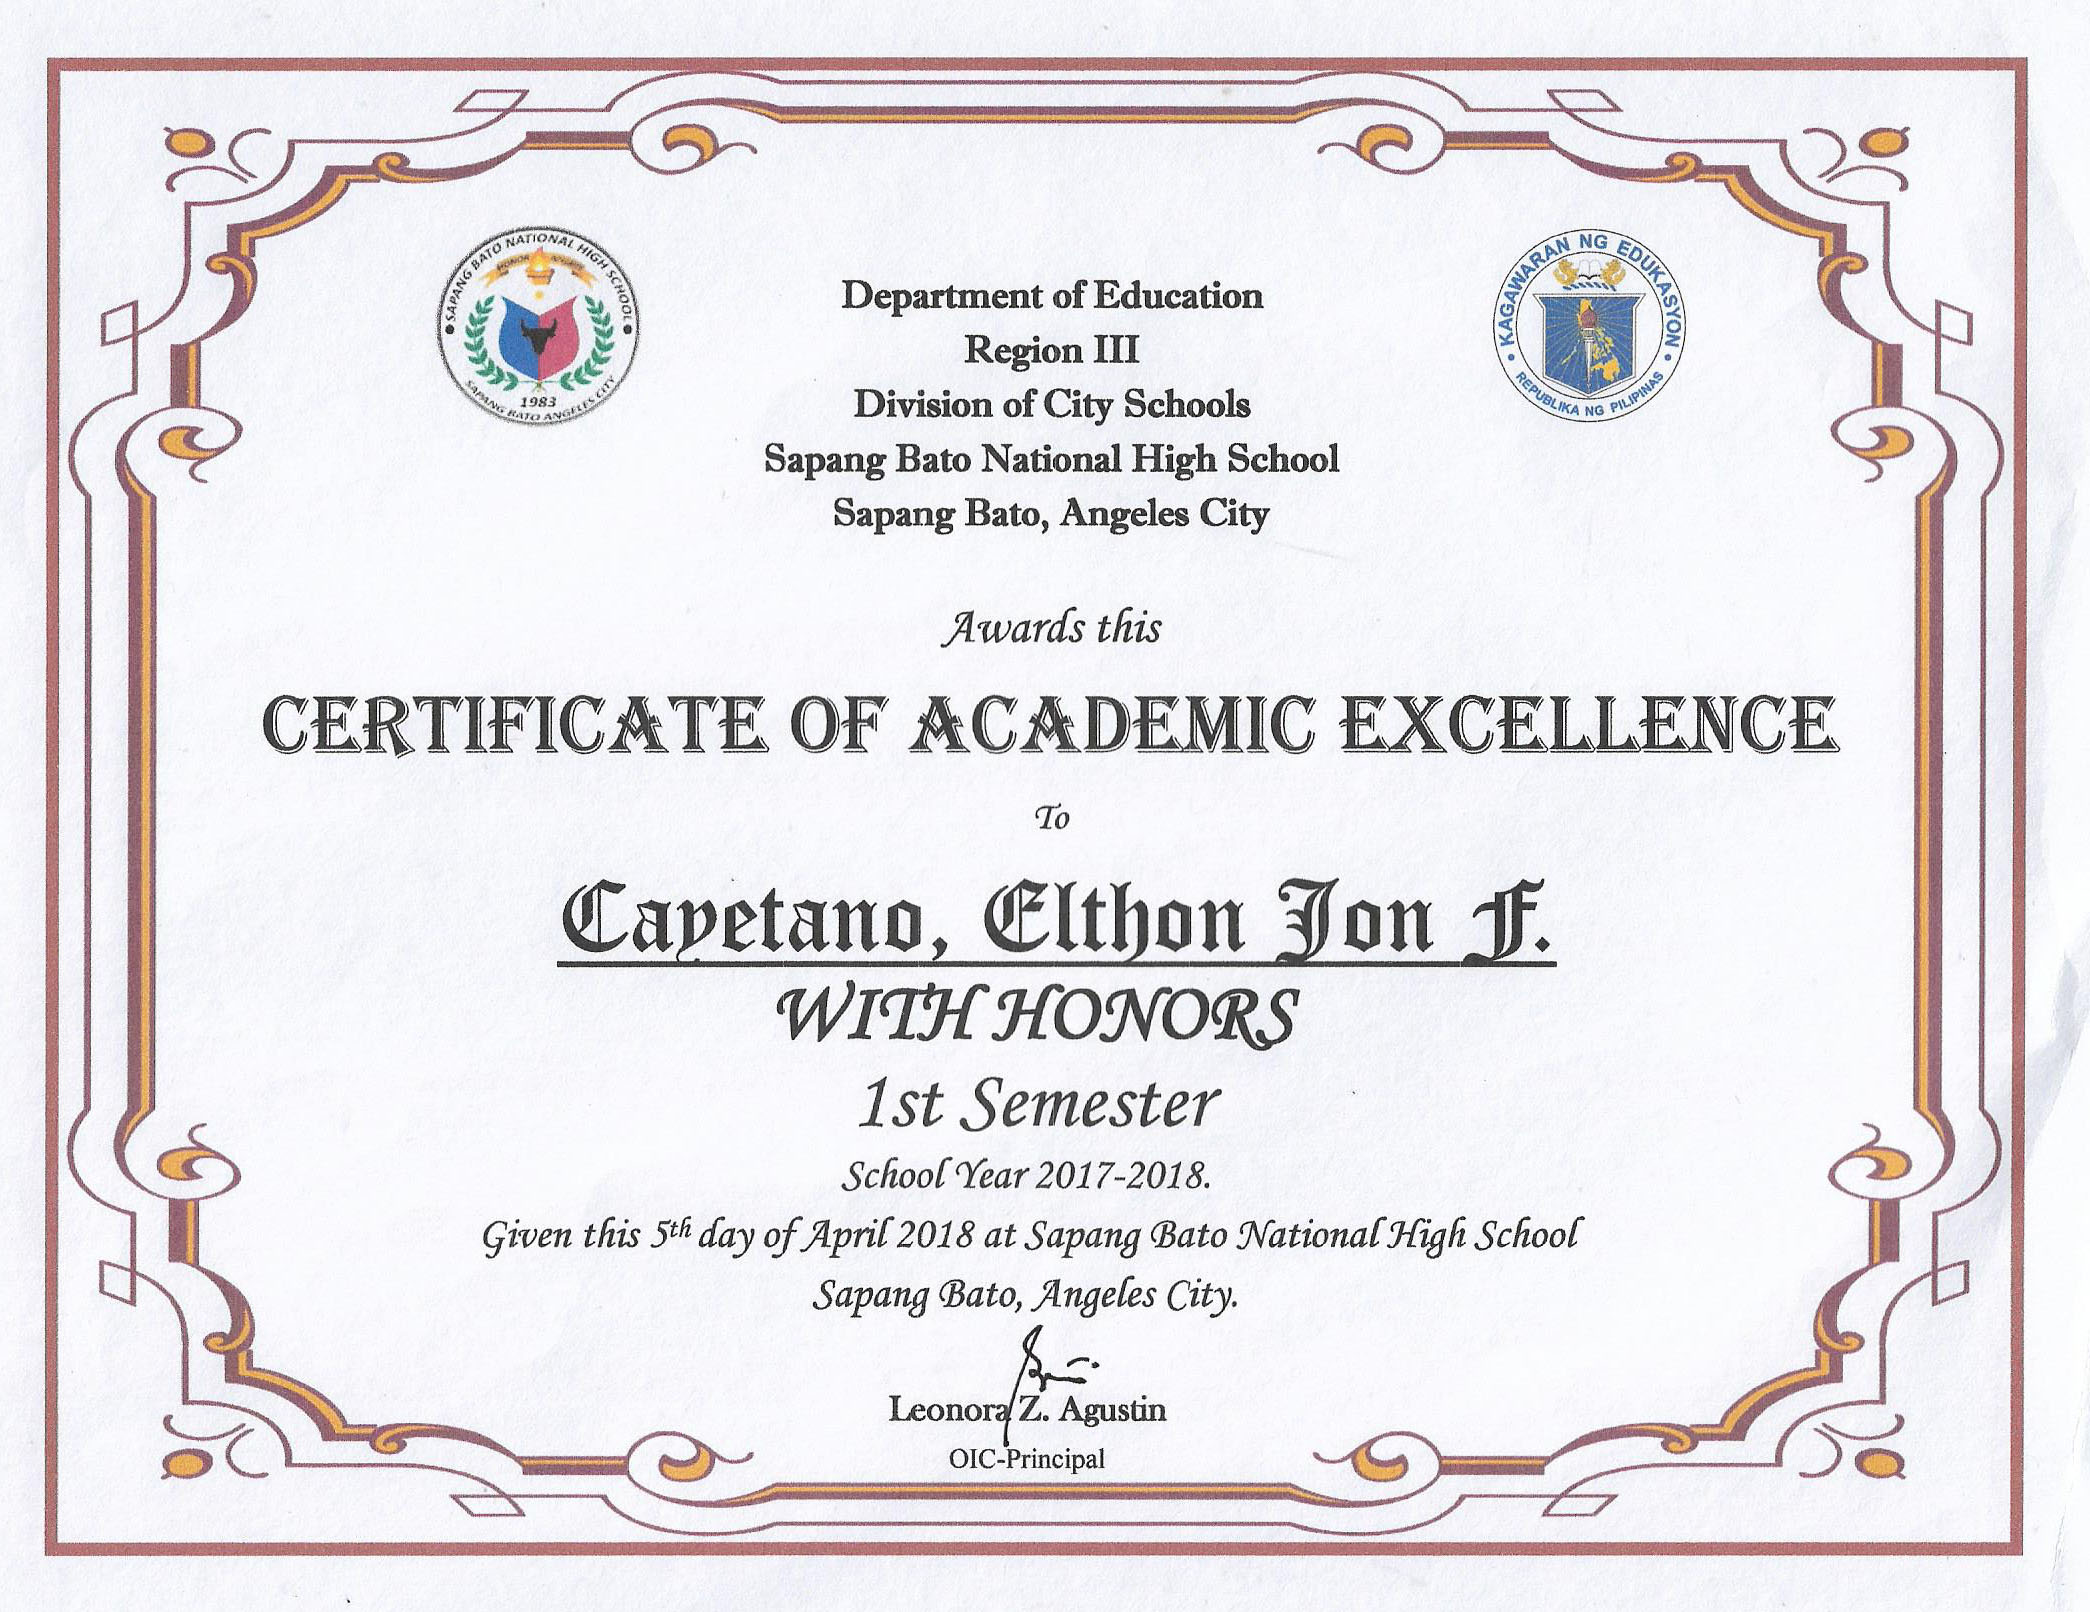 SAPANG BATO NATIONAL HIGH SCHOOL
HONOR
1983
SAPANG BATO ANGELES CITY
KAGAWARAN NG EDUKASYON
REPUBLIKA NG PILIPINAS
Department of Education
Region III
Division of City Schools
Sapang Bato National High School
Sapang Bato, Angeles City
Awards this
CERTIFICATE OF ACADEMIC EXCELLENCE
To
Cayetano, Elthon Jon F.
WITH HONORS
1st Semester
School Year 2017-2018.
Given this 5th day of April 2018 at Sapang Bato National High School
Sapang Bato, Angeles City.
Leonora Z. Agustin
OIC-Principal